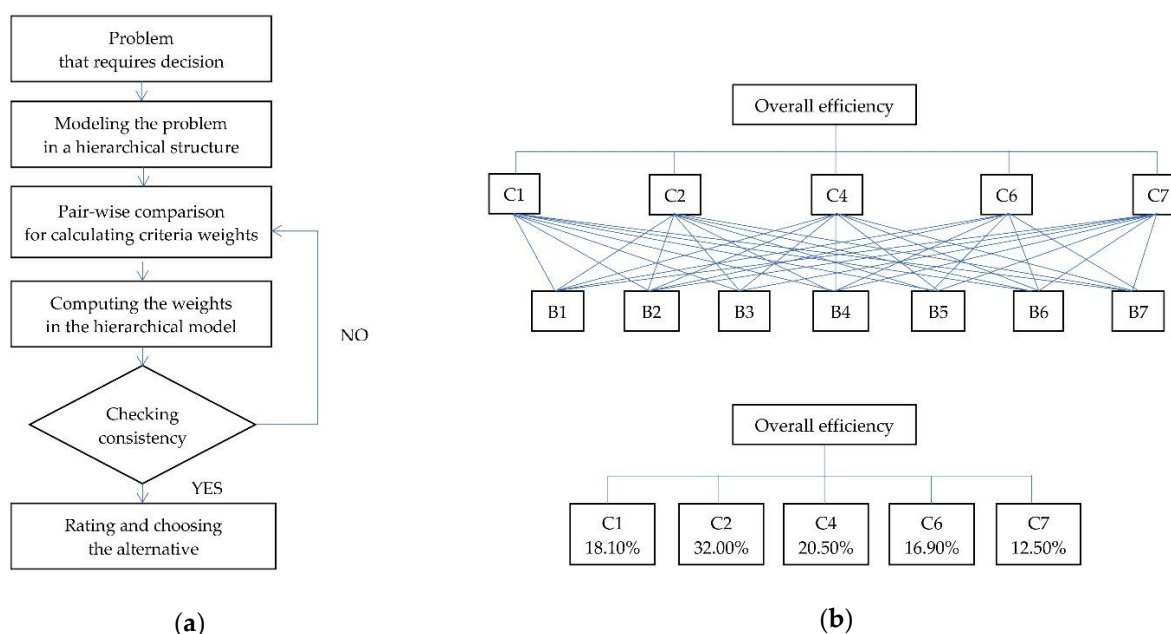 Problem
that requires decision
Modeling the problem
in a hierarchical structure
Pair-wise comparison
for calculating criteria weights
Computing the weights
in the hierarchical model
NO
Checking
consistency
YES
Rating and choosing
the alternative
(a)
Overall efficiency
C1 C2 C4 C6 C7
B1 B2 B3 B4 B5 B6 B7
Overall efficiency
C1 C2 C4 C6 C7
18.10% 32.00% 20.50% 16.90% 12.50%
(b)